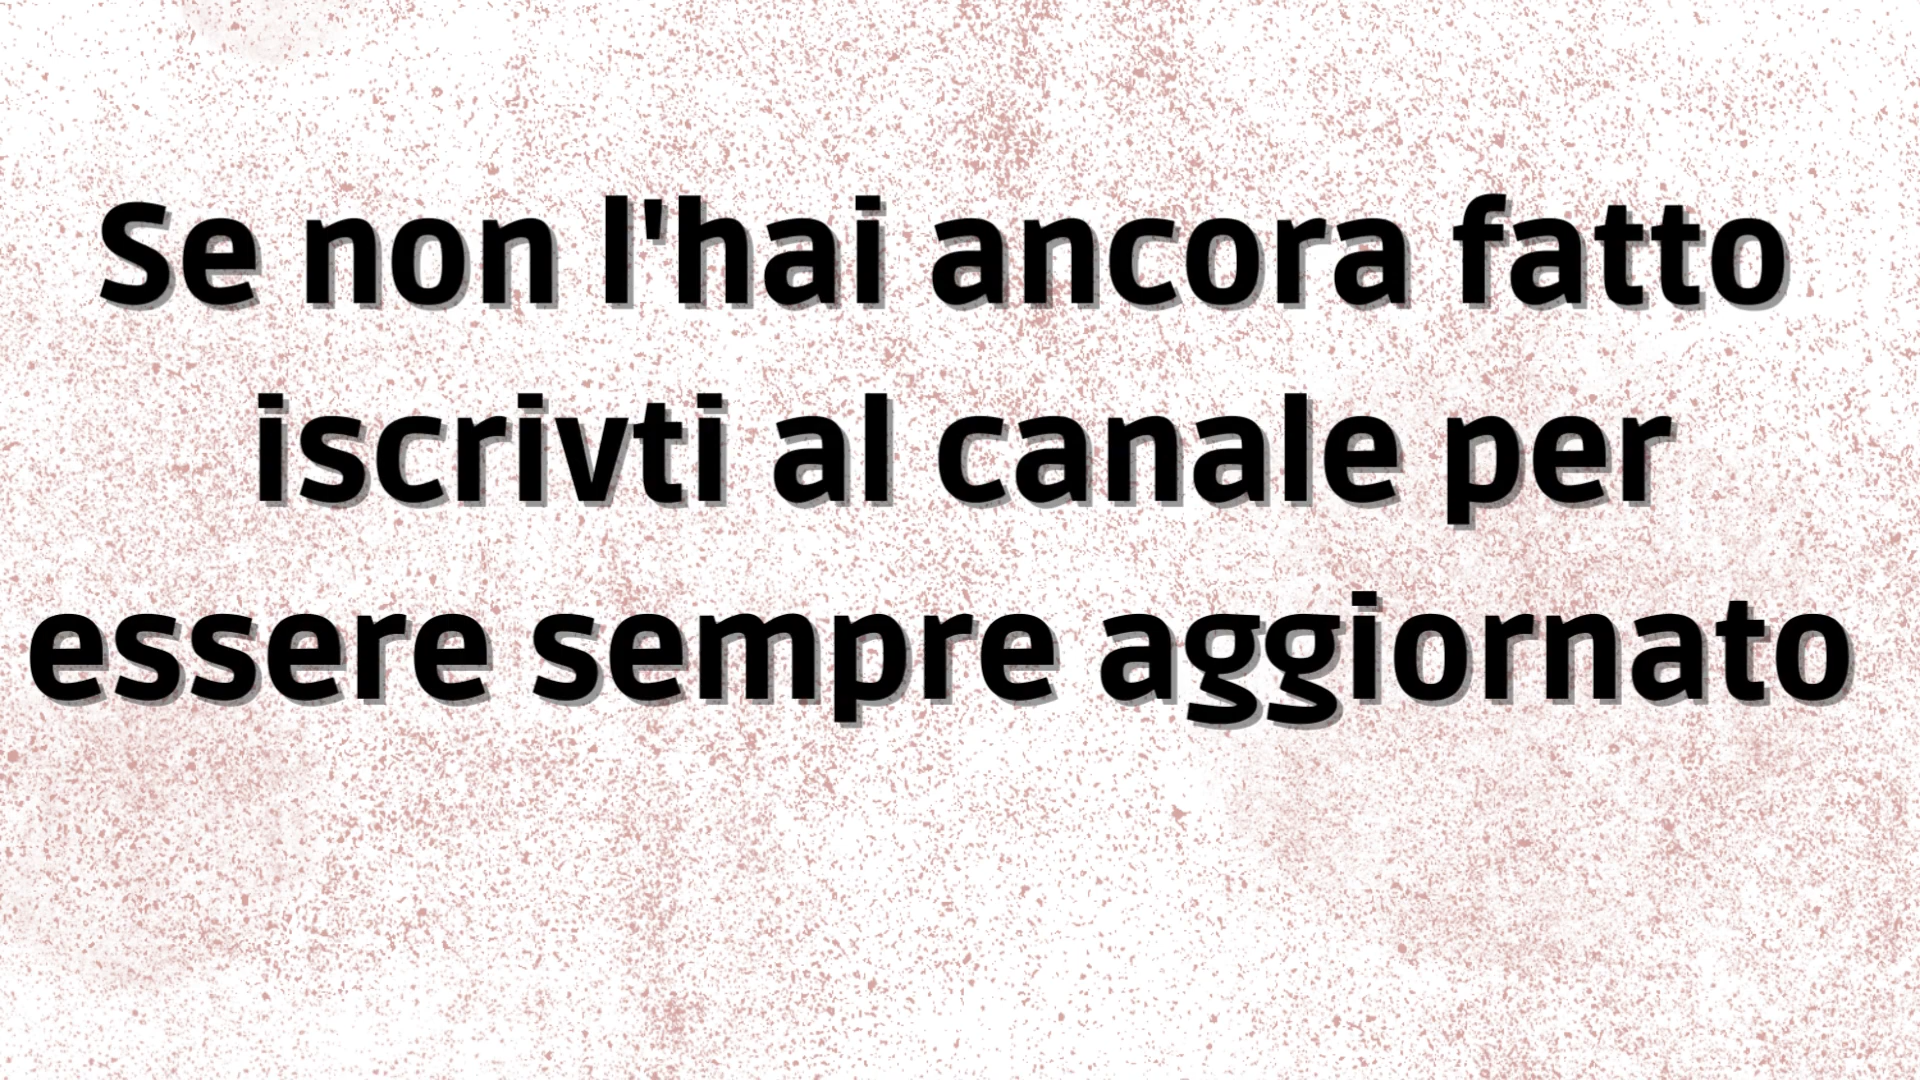 Se non l'hai ancora fatto
iscrivti al canale per
essere sempre aggiornato